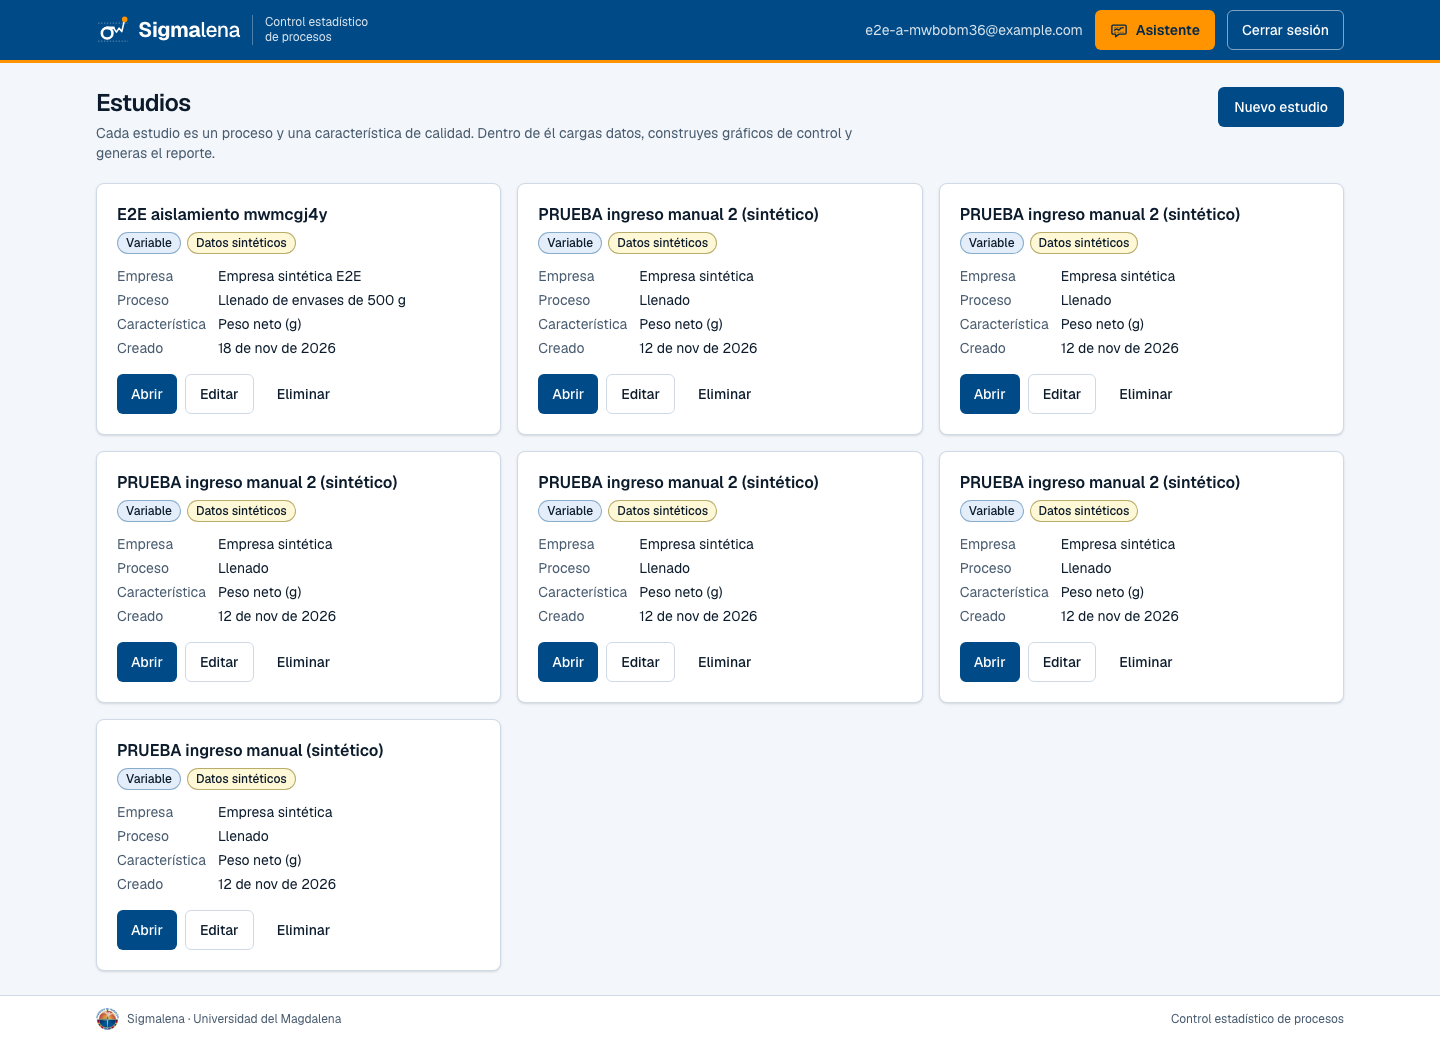 Sigmalena
Control estadístico
de procesos
e2e-a-mwbobm36@example.com
Asistente
Cerrar sesión
Estudios
Nuevo estudio
Cada estudio es un proceso y una característica de calidad. Dentro de él cargas datos, construyes gráficos de control y
generas el reporte.
E2E aislamiento mwmcgj4y
Variable Datos sintéticos
Empresa Empresa sintética E2E
Proceso Llenado de envases de 500 g
Característica Peso neto (g)
Creado 18 de nov de 2026
Abrir Editar Eliminar
PRUEBA ingreso manual 2 (sintético)
Variable Datos sintéticos
Empresa Empresa sintética
Proceso Llenado
Característica Peso neto (g)
Creado 12 de nov de 2026
Abrir Editar Eliminar
PRUEBA ingreso manual 2 (sintético)
Variable Datos sintéticos
Empresa Empresa sintética
Proceso Llenado
Característica Peso neto (g)
Creado 12 de nov de 2026
Abrir Editar Eliminar
PRUEBA ingreso manual 2 (sintético)
Variable Datos sintéticos
Empresa Empresa sintética
Proceso Llenado
Característica Peso neto (g)
Creado 12 de nov de 2026
Abrir Editar Eliminar
PRUEBA ingreso manual 2 (sintético)
Variable Datos sintéticos
Empresa Empresa sintética
Proceso Llenado
Característica Peso neto (g)
Creado 12 de nov de 2026
Abrir Editar Eliminar
PRUEBA ingreso manual 2 (sintético)
Variable Datos sintéticos
Empresa Empresa sintética
Proceso Llenado
Característica Peso neto (g)
Creado 12 de nov de 2026
Abrir Editar Eliminar
PRUEBA ingreso manual (sintético)
Variable Datos sintéticos
Empresa Empresa sintética
Proceso Llenado
Característica Peso neto (g)
Creado 12 de nov de 2026
Abrir Editar Eliminar
Sigmalena · Universidad del Magdalena
Control estadístico de procesos